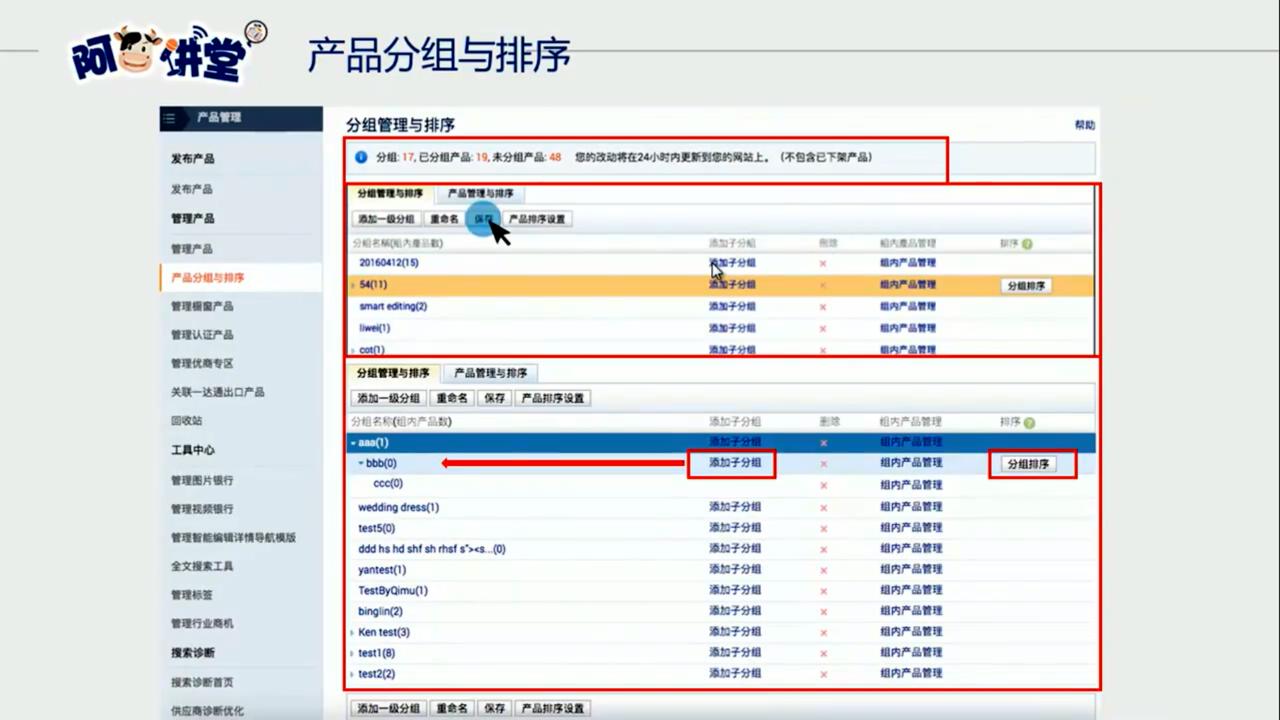 阿牛讲堂
产品分组与排序
产品管理
发布产品
发布产品
管理产品
管理产品
产品分组与排序
管理橱窗产品
管理认证产品
管理优商专区
关联一达通出口产品
回收站
工具中心
管理图片银行
管理视频银行
管理智能编辑详情导航模版
全文搜索工具
管理标签
管理行业商机
搜索诊断
搜索诊断首页
供应商诊断优化
分组管理与排序 帮助
分组: 17, 已分组产品: 19, 未分组产品: 48 您的改动将在24小时内更新到您的网站上。 (不包含已下架产品)
分组管理与排序 产品管理与排序
添加一级分组 重命名 保存 产品排序设置
分组名稱(組内產品數) 添加子分組 刪除 組内產品管理 排序
20160412(15) 添加子分組 组内产品管理
54(11) 添加子分組 组内产品管理 分组排序
smart editing(2) 添加子分組 组内产品管理
liwei(1) 添加子分組 组内产品管理
cot(1) 添加子分組 组内产品管理
分组管理与排序 产品管理与排序
添加一级分组 重命名 保存 产品排序设置
分组名称(组内产品数) 添加子分组 删除 组内产品管理 排序
aaa(1) 添加子分组 组内产品管理
bbb(0) 添加子分组 组内产品管理 分组排序
ccc(0) 组内产品管理
wedding dress(1) 添加子分组 组内产品管理
test5(0) 添加子分组 组内产品管理
ddd hs hd shf sh rhsf s"><s...(0) 添加子分组 组内产品管理
yantest(1) 添加子分组 组内产品管理
TestByQimu(1) 添加子分组 组内产品管理
binglin(2) 添加子分组 组内产品管理
Ken test(3) 添加子分组 组内产品管理
test1(8) 添加子分组 组内产品管理
test2(2) 添加子分组 组内产品管理
添加一级分组 重命名 保存 产品排序设置